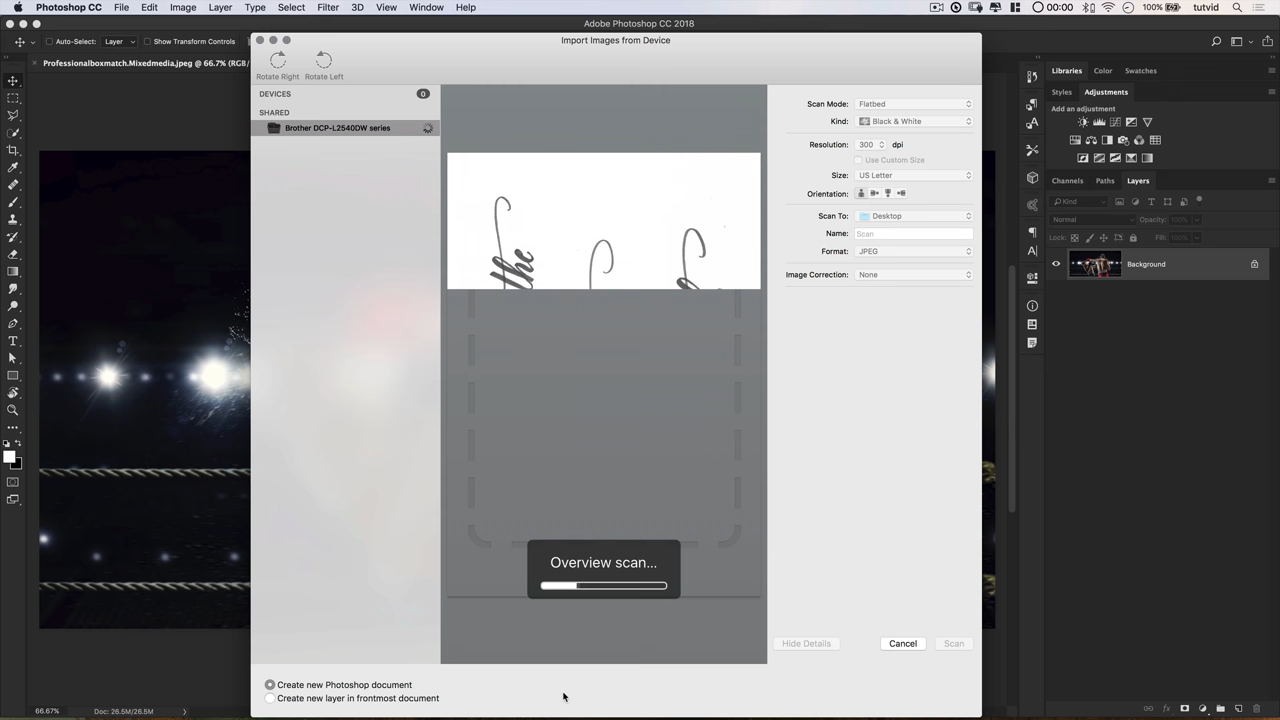 Photoshop CC File Edit Image Layer Type Select Filter 3D View Window Help 00:00 100% tutvid
Adobe Photoshop CC 2018
Auto-Select: Layer Show Transform Controls
Import Images from Device
Professionalboxmatch.Mixedmedia.jpeg @ 66.7% (RGB/
Rotate Right Rotate Left
DEVICES 0
SHARED
Brother DCP-L2540DW series
the
Overview scan...
Scan Mode: Flatbed
Kind: Black & White
Resolution: 300 dpi
Use Custom Size
Size: US Letter
Orientation:
Scan To: Desktop
Name: Scan
Format: JPEG
Image Correction: None
Hide Details Cancel Scan
Create new Photoshop document
Create new layer in frontmost document
Libraries Color Swatches
Styles Adjustments
Add an adjustment
Channels Paths Layers
Kind
Normal Opacity: 100%
Lock: Fill: 100%
Background
66.67% Doc: 26.5M/26.5M